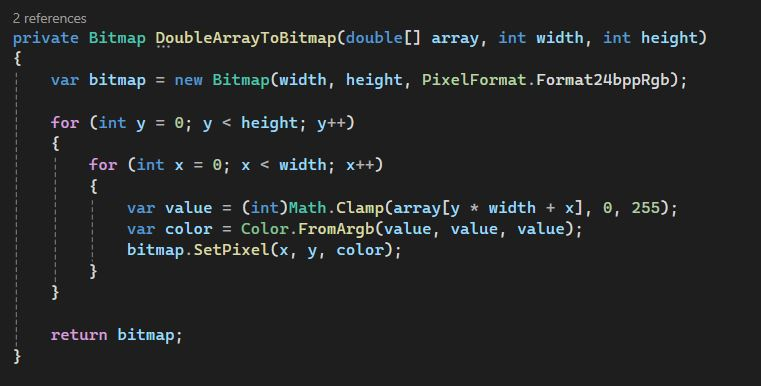 2 references
private Bitmap DoubleArrayToBitmap(double[] array, int width, int height)
{
    var bitmap = new Bitmap(width, height, PixelFormat.Format24bppRgb);

    for (int y = 0; y < height; y++)
    {
        for (int x = 0; x < width; x++)
        {
            var value = (int)Math.Clamp(array[y * width + x], 0, 255);
            var color = Color.FromArgb(value, value, value);
            bitmap.SetPixel(x, y, color);
        }
    }

    return bitmap;
}